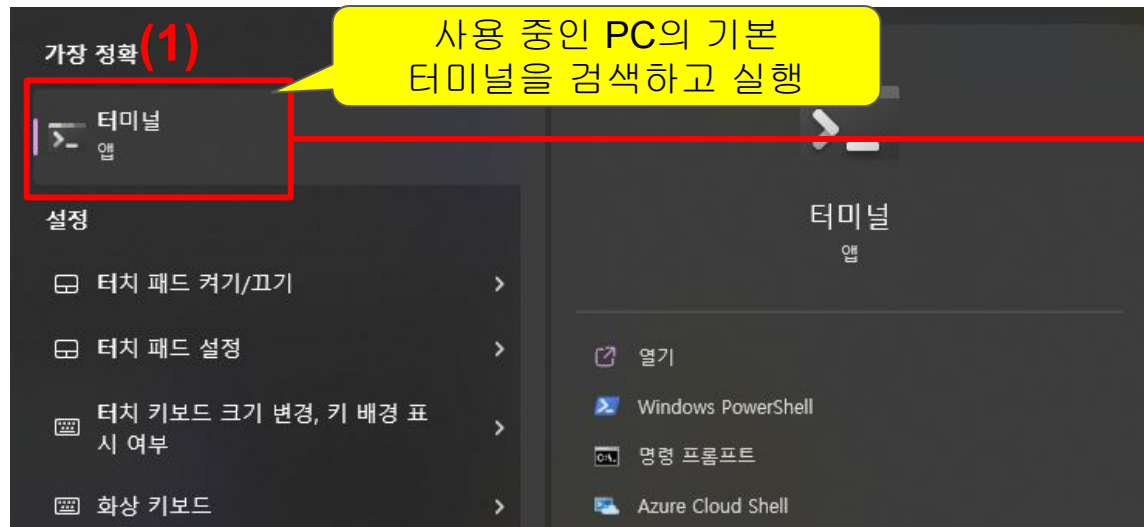 가장 정확
(1)
사용 중인 PC의 기본
터미널을 검색하고 실행
터미널
앱
설정
터치 패드 켜기/끄기
터치 패드 설정
터치 키보드 크기 변경, 키 배경 표
시 여부
화상 키보드
터미널
앱
열기
Windows PowerShell
명령 프롬프트
Azure Cloud Shell